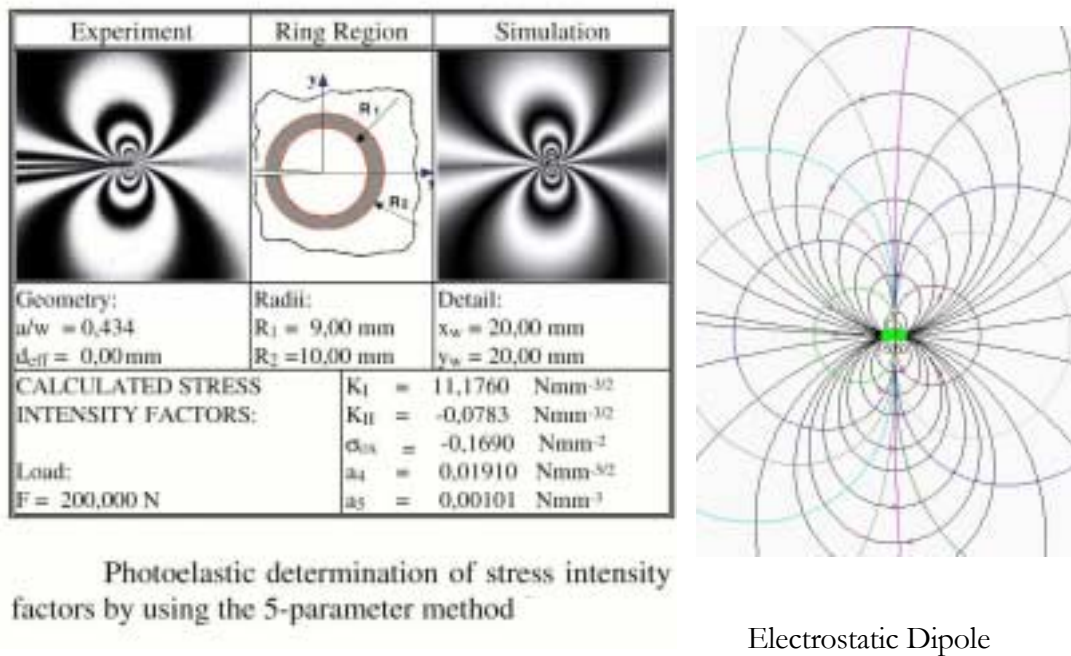 Experiment Ring Region Simulation
y
R₁
R₂
Geometry: Radii: Detail:
a/w = 0,434 R₁ = 9,00 mm x_w = 20,00 mm
d_eff = 0,00mm R₂ =10,00 mm y_w = 20,00 mm
CALCULATED STRESS K_I = 11,1760 Nmm⁻³/²
INTENSITY FACTORS: K_II = -0,0783 Nmm⁻³/²
= -0,1690 Nmm⁻²
Load: a₄ = 0,01910 Nmm⁻⁵/²
F = 200,000 N a₅ = 0,00101 Nmm⁻³
Photoelastic determination of stress intensity
factors by using the 5-parameter method
Electrostatic Dipole